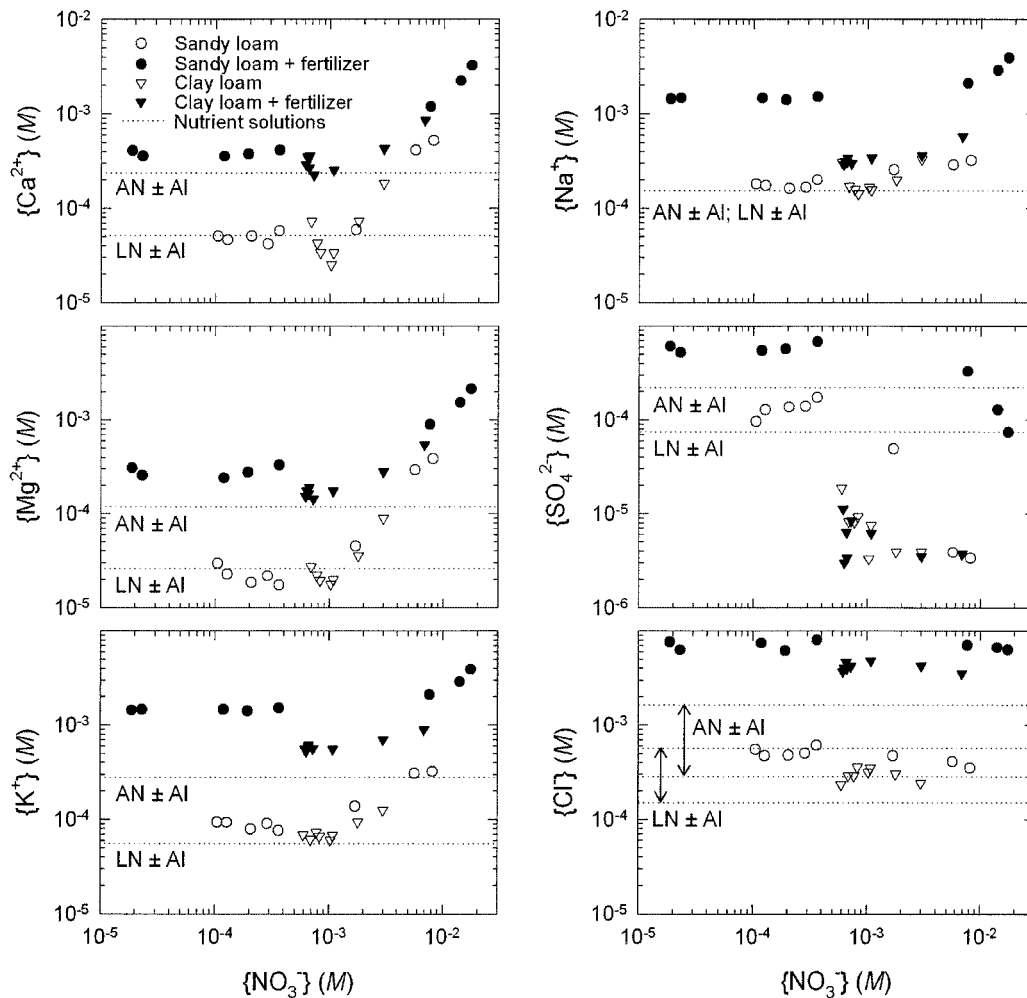 10⁻²
Sandy loam
Sandy loam + fertilizer
Clay loam
Clay loam + fertilizer
Nutrient solutions
10⁻³
{Ca²⁺} (M)
AN ± Al
10⁻⁴
LN ± Al
10⁻⁵
10⁻²
10⁻³
{Na⁺} (M)
10⁻⁴
AN ± Al; LN ± Al
10⁻⁵
10⁻³
{Mg²⁺} (M)
10⁻⁴
AN ± Al
LN ± Al
10⁻⁵
AN ± Al
10⁻⁴
{SO₄²⁻} (M)
LN ± Al
10⁻⁵
10⁻⁶
10⁻³
{K⁺} (M)
AN ± Al
10⁻⁴
LN ± Al
10⁻⁵
10⁻⁵ 10⁻⁴ 10⁻³ 10⁻²
{NO₃⁻} (M)
10⁻³
AN ± Al
{Cl⁻} (M)
LN ± Al
10⁻⁴
10⁻⁵
10⁻⁵ 10⁻⁴ 10⁻³ 10⁻²
{NO₃⁻} (M)